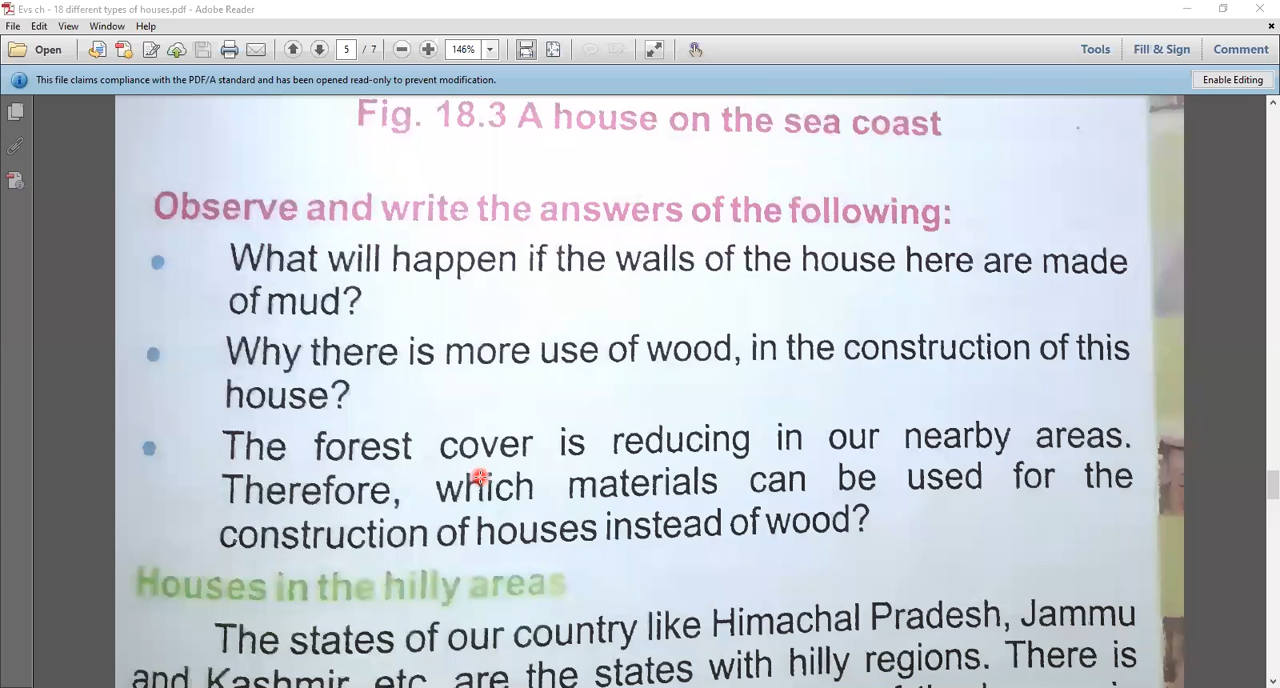 Evs ch - 18 different types of houses.pdf - Adobe Reader
File Edit View Window Help
Open 5 / 7 146% Tools Fill & Sign Comment
This file claims compliance with the PDF/A standard and has been opened read-only to prevent modification. Enable Editing
Fig. 18.3 A house on the sea coast
Observe and write the answers of the following:
• What will happen if the walls of the house here are made
of mud?
• Why there is more use of wood, in the construction of this
house?
• The forest cover is reducing in our nearby areas.
Therefore, which materials can be used for the
construction of houses instead of wood?
Houses in the hilly areas
The states of our country like Himachal Pradesh, Jammu
and Kashmir, etc. are the states with hilly regions. There is